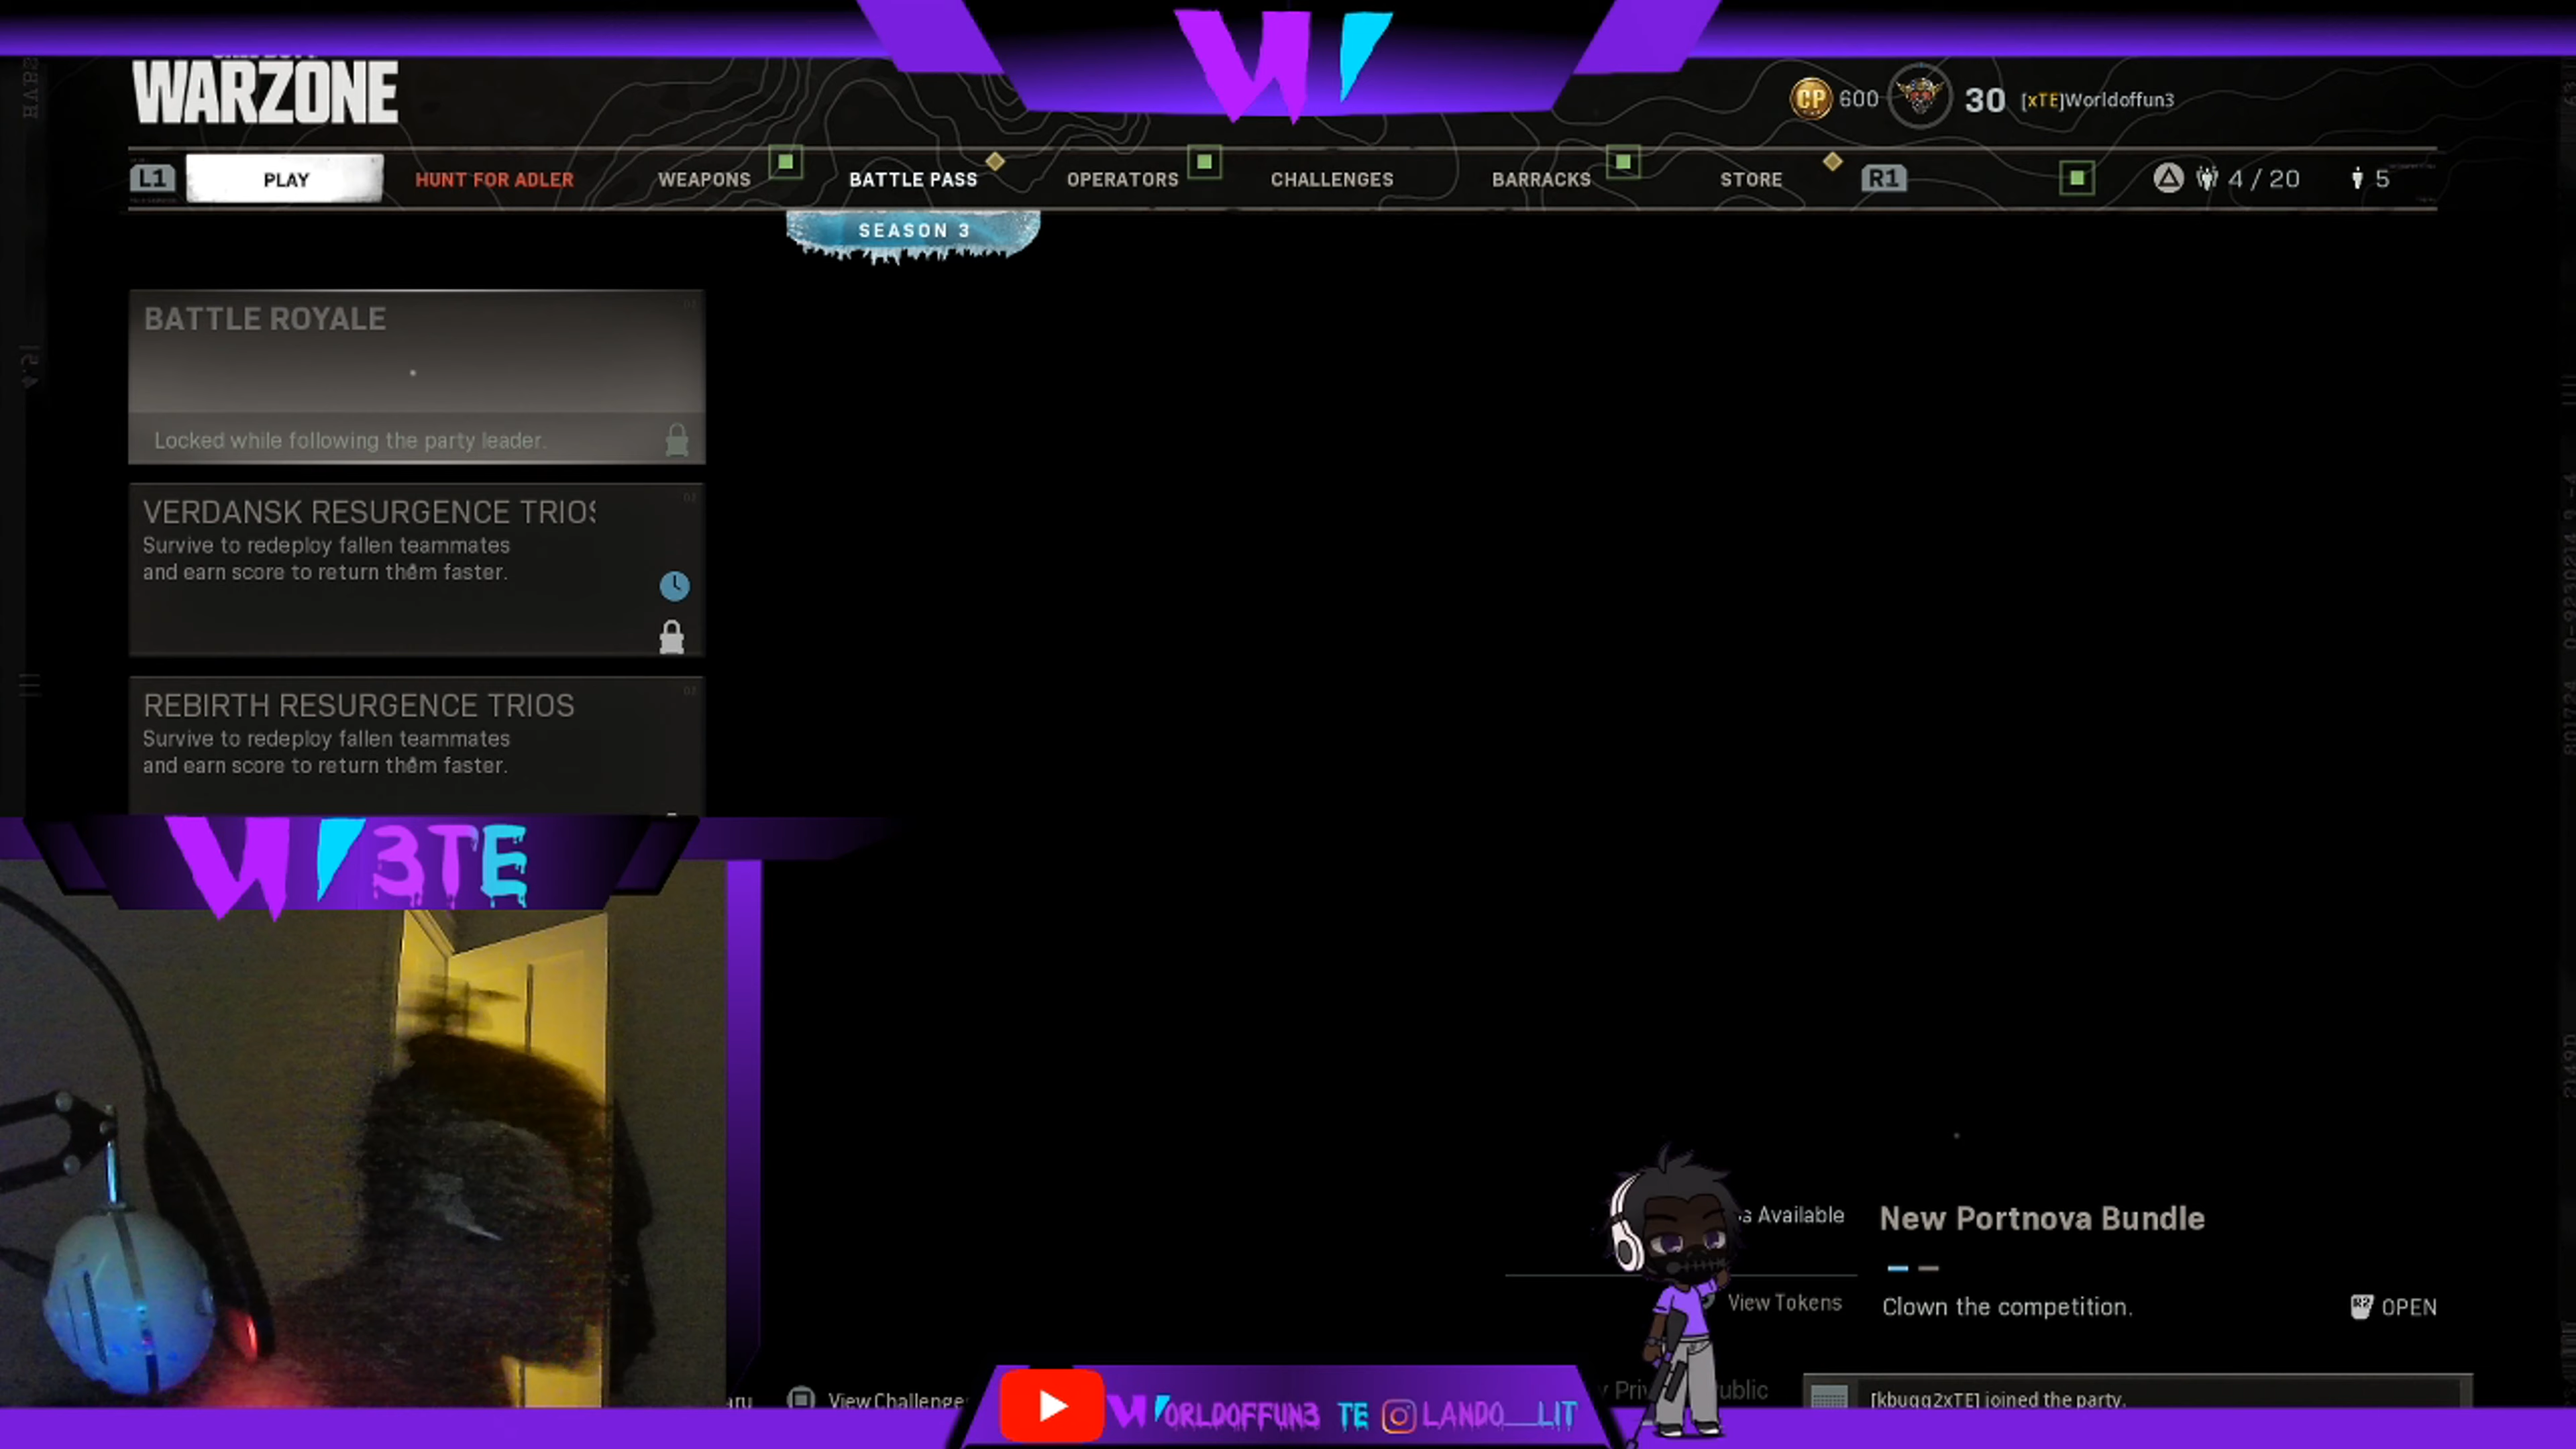 WARZONE
CP 600 30 [xTE]Worldoffun3
L1 PLAY HUNT FOR ADLER WEAPONS BATTLE PASS OPERATORS CHALLENGES BARRACKS STORE R1 4 / 20 5
SEASON 3
BATTLE ROYALE
Locked while following the party leader.
VERDANSK RESURGENCE TRIOS
Survive to redeploy fallen teammates
and earn score to return them faster.
REBIRTH RESURGENCE TRIOS
Survive to redeploy fallen teammates
and earn score to return them faster.
W 3TE
Available
New Portnova Bundle
View Tokens
Clown the competition.
R2 OPEN
View Challenge
WORLDOFFUN3 TE LANDO__LIT
[kbugg2xTE] joined the party.